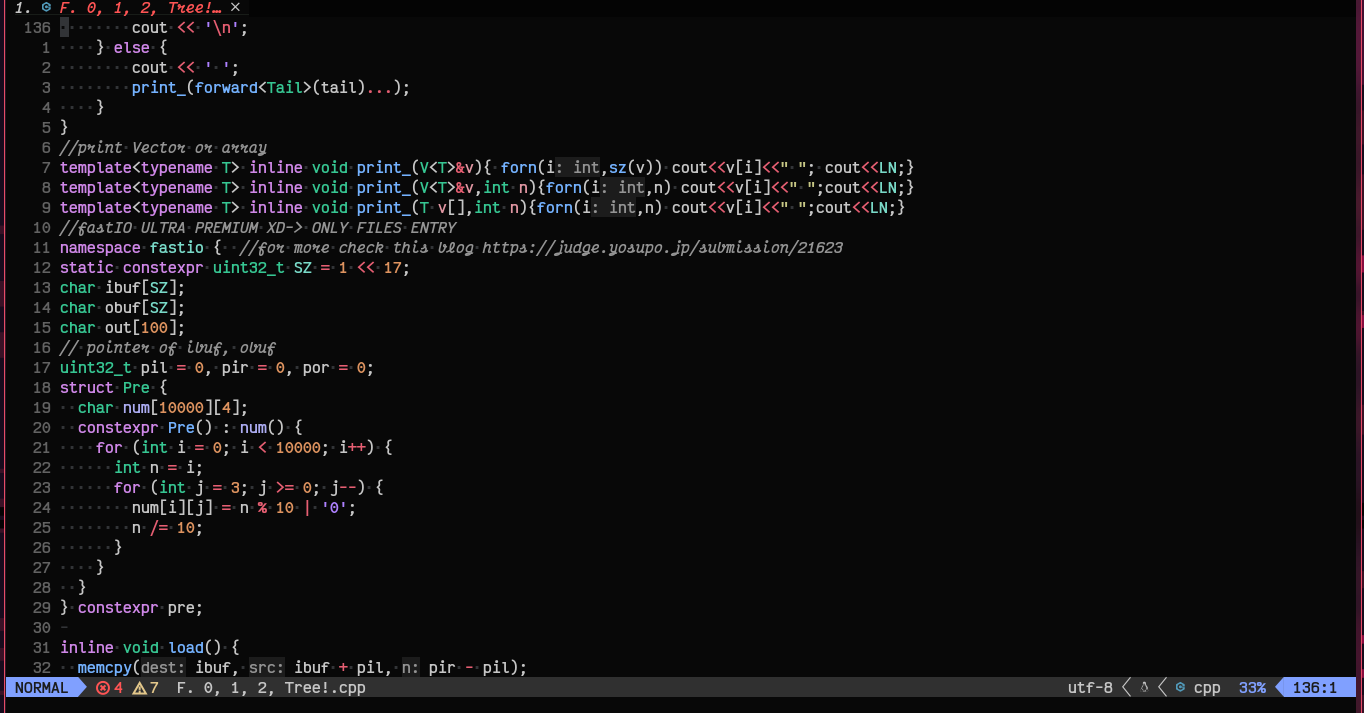 1. F. 0, 1, 2, Tree!… ×
136         cout << '\n';
1     } else {
2         cout << ' ';
3         print_(forward<Tail>(tail)...);
4     }
5 }
6 //print Vector or array
7 template<typename T> inline void print_(V<T>&v){ forn(i: int,sz(v)) cout<<v[i]<<" "; cout<<LN;}
8 template<typename T> inline void print_(V<T>&v,int n){forn(i: int,n) cout<<v[i]<<" ";cout<<LN;}
9 template<typename T> inline void print_(T v[],int n){forn(i: int,n) cout<<v[i]<<" ";cout<<LN;}
10 //fastIO ULTRA PREMIUM XD-> ONLY FILES ENTRY
11 namespace fastio {  //for more check this blog https://judge.yosupo.jp/submission/21623
12 static constexpr uint32_t SZ = 1 << 17;
13 char ibuf[SZ];
14 char obuf[SZ];
15 char out[100];
16 // pointer of ibuf, obuf
17 uint32_t pil = 0, pir = 0, por = 0;
18 struct Pre {
19   char num[10000][4];
20   constexpr Pre() : num() {
21     for (int i = 0; i < 10000; i++) {
22       int n = i;
23       for (int j = 3; j >= 0; j--) {
24         num[i][j] = n % 10 | '0';
25         n /= 10;
26       }
27     }
28   }
29 } constexpr pre;
30
31 inline void load() {
32   memcpy(dest: ibuf, src: ibuf + pil, n: pir - pil);
NORMAL 4 7 F. 0, 1, 2, Tree!.cpp utf-8 cpp 33% 136:1